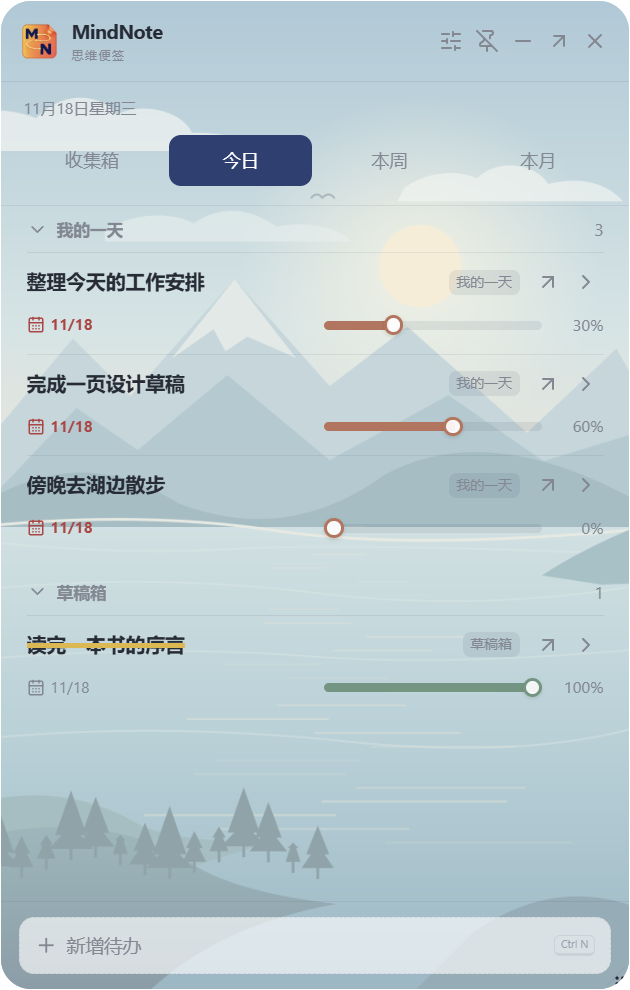 MindNote
思维便签
11月18日星期三
收集箱 今日 本周 本月
我的一天 3
整理今天的工作安排 我的一天
11/18 30%
完成一页设计草稿 我的一天
11/18 60%
傍晚去湖边散步 我的一天
11/18 0%
草稿箱 1
读完一本书的序言 草稿箱
11/18 100%
新增待办 Ctrl N